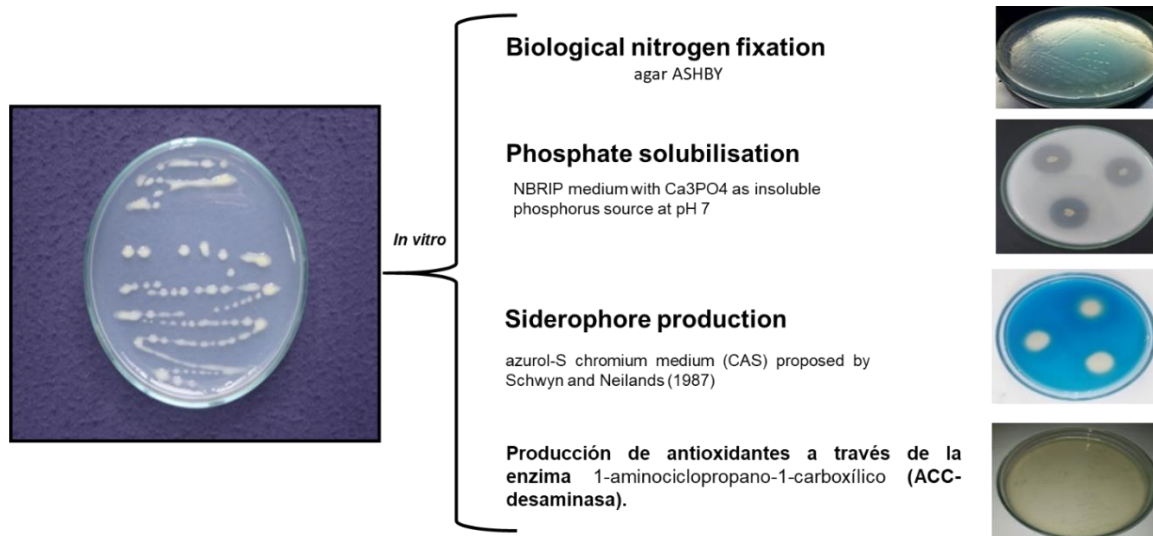 Biological nitrogen fixation
agar ASHBY
Phosphate solubilisation
NBRIP medium with Ca3PO4 as insoluble
phosphorus source at pH 7
In vitro
Siderophore production
azurol-S chromium medium (CAS) proposed by
Schwyn and Neilands (1987)
Producción de antioxidantes a través de la
enzima 1-aminociclopropano-1-carboxílico (ACC-
desaminasa).